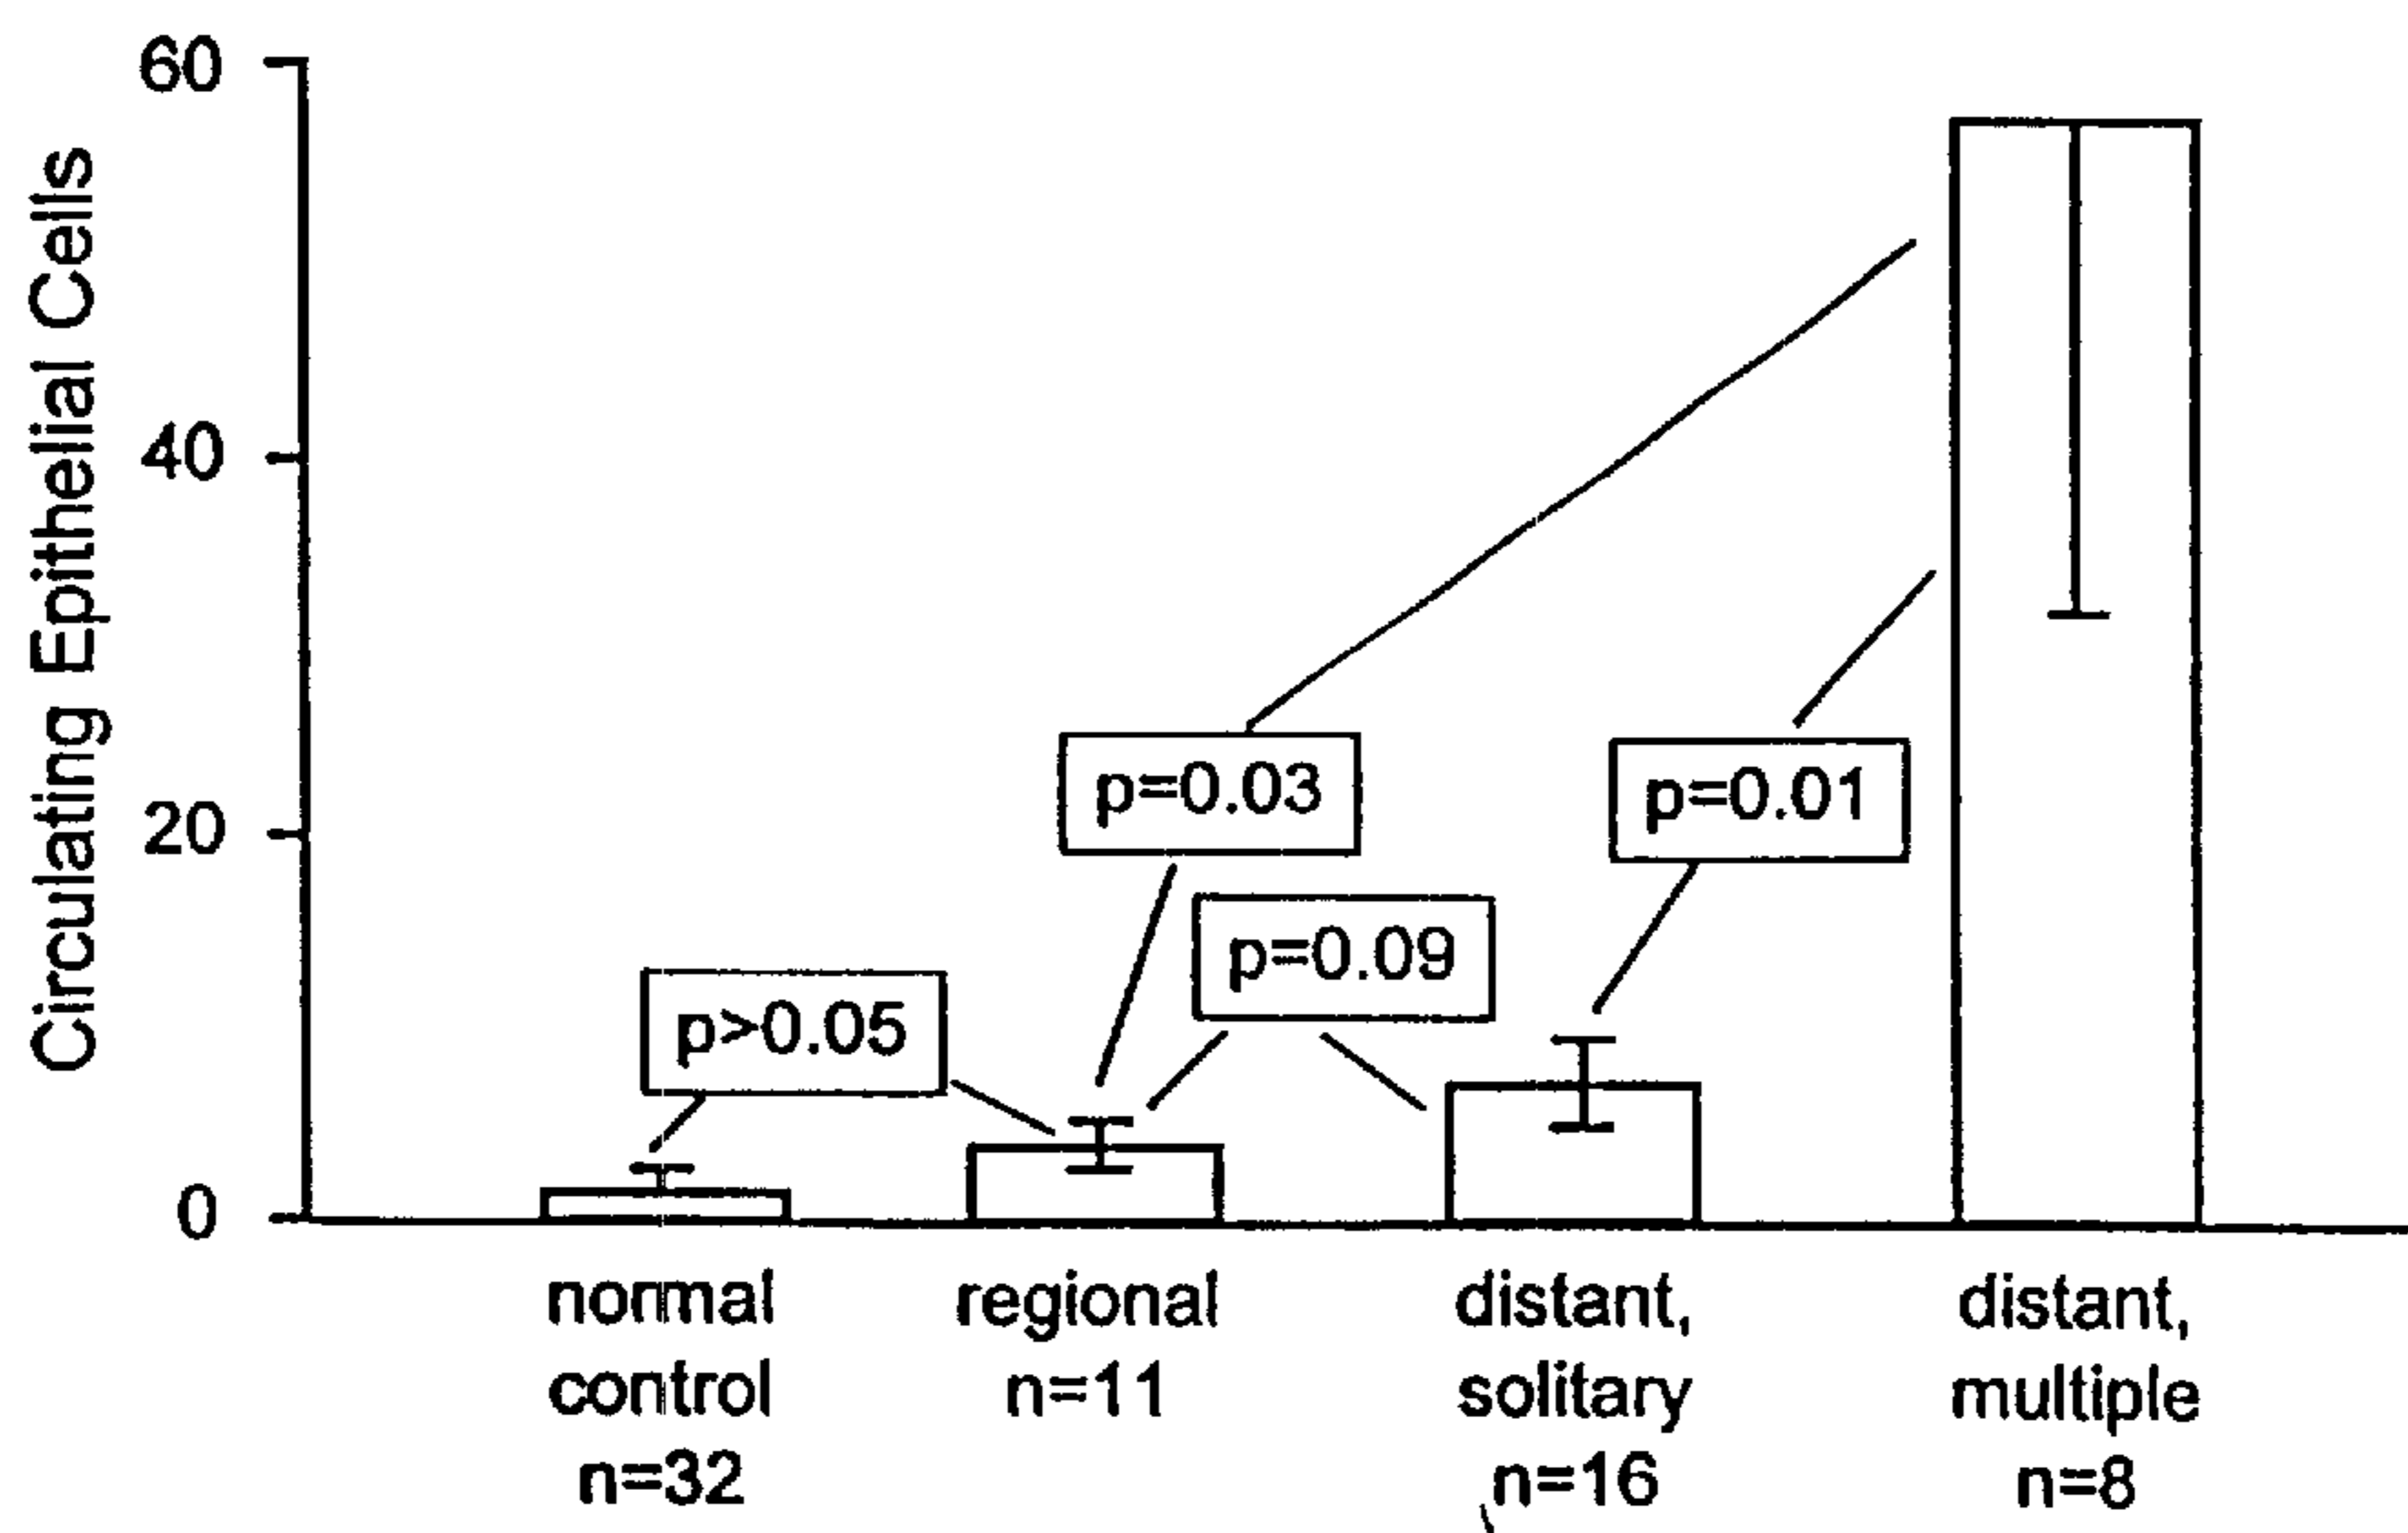 Circulating Epithelial Cells
60
40
20
0
p>0.05
p=0.03
p=0.09
p=0.01
normal
control
n=32
regional
n=11
distant,
solitary
n=16
distant,
multiple
n=8